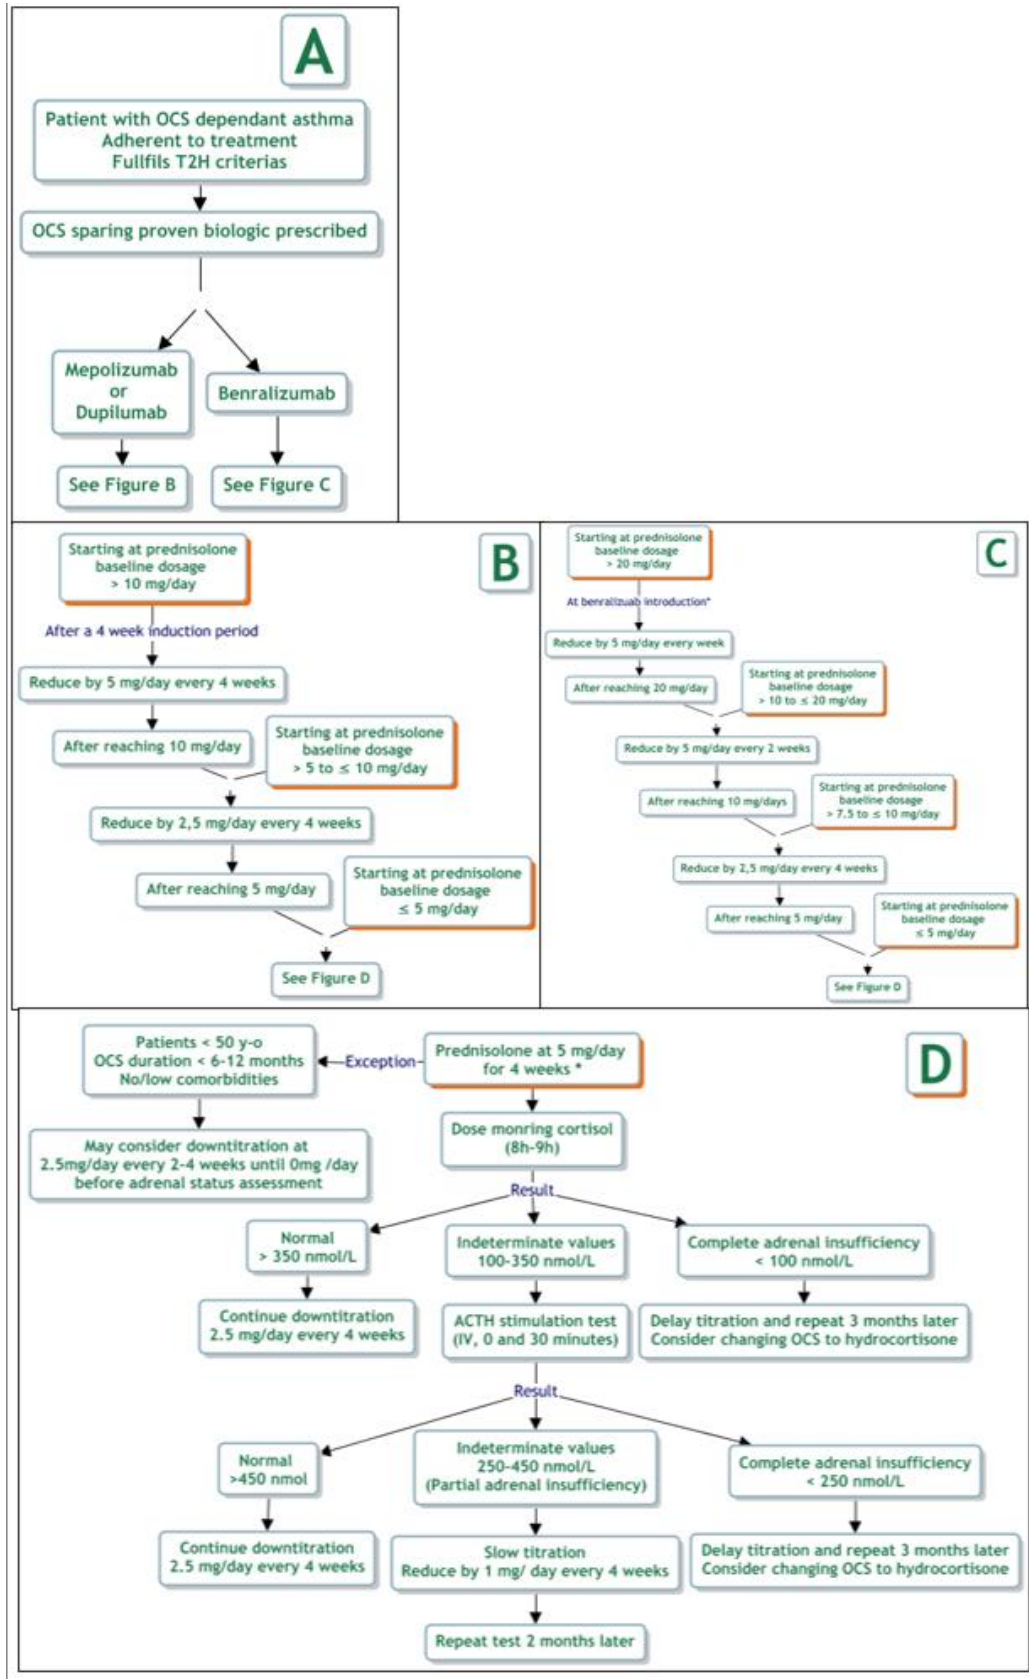 A
Patient with OCS dependant asthma
Adherent to treatment
Fullfils T2H criterias
OCS sparing proven biologic prescribed
Mepolizumab
or
Dupilumab
Benralizumab
See Figure B
See Figure C
B
Starting at prednisolone
baseline dosage
> 10 mg/day
After a 4 week induction period
Reduce by 5 mg/day every 4 weeks
After reaching 10 mg/day
Starting at prednisolone
baseline dosage
> 5 to ≤ 10 mg/day
Reduce by 2,5 mg/day every 4 weeks
After reaching 5 mg/day
Starting at prednisolone
baseline dosage
≤ 5 mg/day
See Figure D
C
Starting at prednisolone
baseline dosage
> 20 mg/day
At benralizuab introduction*
Reduce by 5 mg/day every week
After reaching 20 mg/day
Starting at prednisolone
baseline dosage
> 10 to ≤ 20 mg/day
Reduce by 5 mg/day every 2 weeks
After reaching 10 mg/days
Starting at prednisolone
baseline dosage
> 7.5 to ≤ 10 mg/day
Reduce by 2,5 mg/day every 4 weeks
After reaching 5 mg/day
Starting at prednisolone
baseline dosage
≤ 5 mg/day
See Figure D
D
Patients < 50 y-o
OCS duration < 6-12 months
No/low comorbidities
Exception
Prednisolone at 5 mg/day
for 4 weeks *
May consider downtitration at
2.5mg/day every 2-4 weeks until 0mg /day
before adrenal status assessment
Dose monring cortisol
(8h-9h)
Result
Normal
> 350 nmol/L
Indeterminate values
100-350 nmol/L
Complete adrenal insufficiency
< 100 nmol/L
Continue downtitration
2.5 mg/day every 4 weeks
ACTH stimulation test
(IV, 0 and 30 minutes)
Delay titration and repeat 3 months later
Consider changing OCS to hydrocortisone
Result
Normal
>450 nmol
Indeterminate values
250-450 nmol/L
(Partial adrenal insufficiency)
Complete adrenal insufficiency
< 250 nmol/L
Continue downtitration
2.5 mg/day every 4 weeks
Slow titration
Reduce by 1 mg/ day every 4 weeks
Delay titration and repeat 3 months later
Consider changing OCS to hydrocortisone
Repeat test 2 months later